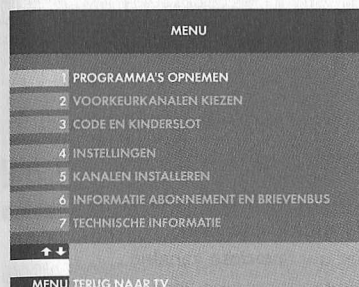 MENU
1 PROGRAMMA'S OPNEMEN
2 VOORKEURKANALEN KIEZEN
3 CODE EN KINDERSLOT
4 INSTELLINGEN
5 KANALEN INSTALLEREN
6 INFORMATIE ABONNEMENT EN BRIEVENBUS
7 TECHNISCHE INFORMATIE
MENU TERUG NAAR TV